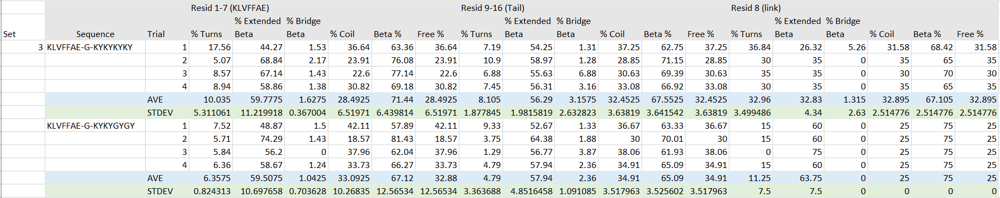 Resid 1-7 (KLVFFAE) Resid 9-16 (Tail) Resid 8 (link)
% Extended % Bridge % Extended % Bridge % Extended % Bridge
Set Sequence Trial % Turns Beta Beta % Coil Beta % Free % % Turns Beta Beta % Coil Beta % Free % % Turns Beta Beta % Coil Beta % Free %
3 KLVFFAE-G-KYKYKYKY 1 17.56 44.27 1.53 36.64 63.36 36.64 7.19 54.25 1.31 37.25 62.75 37.25 36.84 26.32 5.26 31.58 68.42 31.58
2 5.07 68.84 2.17 23.91 76.08 23.91 10.9 58.97 1.28 28.85 71.15 28.85 30 35 0 35 65 35
3 8.57 67.14 1.43 22.6 77.14 22.6 6.88 55.63 6.88 30.63 69.39 30.63 35 35 0 30 70 30
4 8.94 58.86 1.38 30.82 69.18 30.82 7.45 56.31 3.16 33.08 66.92 33.08 30 35 0 35 65 35
AVE 10.035 59.7775 1.6275 28.4925 71.44 28.4925 8.105 56.29 3.1575 32.4525 67.5525 32.4525 32.96 32.83 1.315 32.895 67.105 32.895
STDEV 5.311061 11.219918 0.367004 6.51971 6.439814 6.51971 1.877845 1.9815819 2.632823 3.63819 3.641542 3.63819 3.499486 4.34 2.63 2.514776 2.514776 2.514776
KLVFFAE-G-KYKYGYGY 1 7.52 48.87 1.5 42.11 57.89 42.11 9.33 52.67 1.33 36.67 63.33 36.67 15 60 0 25 75 25
2 5.71 74.29 1.43 18.57 81.43 18.57 3.75 64.38 1.88 30 70.01 30 15 60 0 25 75 25
3 5.84 56.2 0 37.96 62.04 37.96 1.29 56.77 3.87 38.06 61.93 38.06 0 75 0 25 75 25
4 6.36 58.67 1.24 33.73 66.27 33.73 4.79 57.94 2.36 34.91 65.09 34.91 15 60 0 25 75 25
AVE 6.3575 59.5075 1.0425 33.0925 67.12 32.88 4.79 57.94 2.36 34.91 65.09 34.91 11.25 63.75 0 25 75 25
STDEV 0.824313 10.697658 0.703628 10.26835 12.56534 12.56534 3.363688 4.8516458 1.091085 3.517963 3.525602 3.517963 7.5 7.5 0 0 0 0